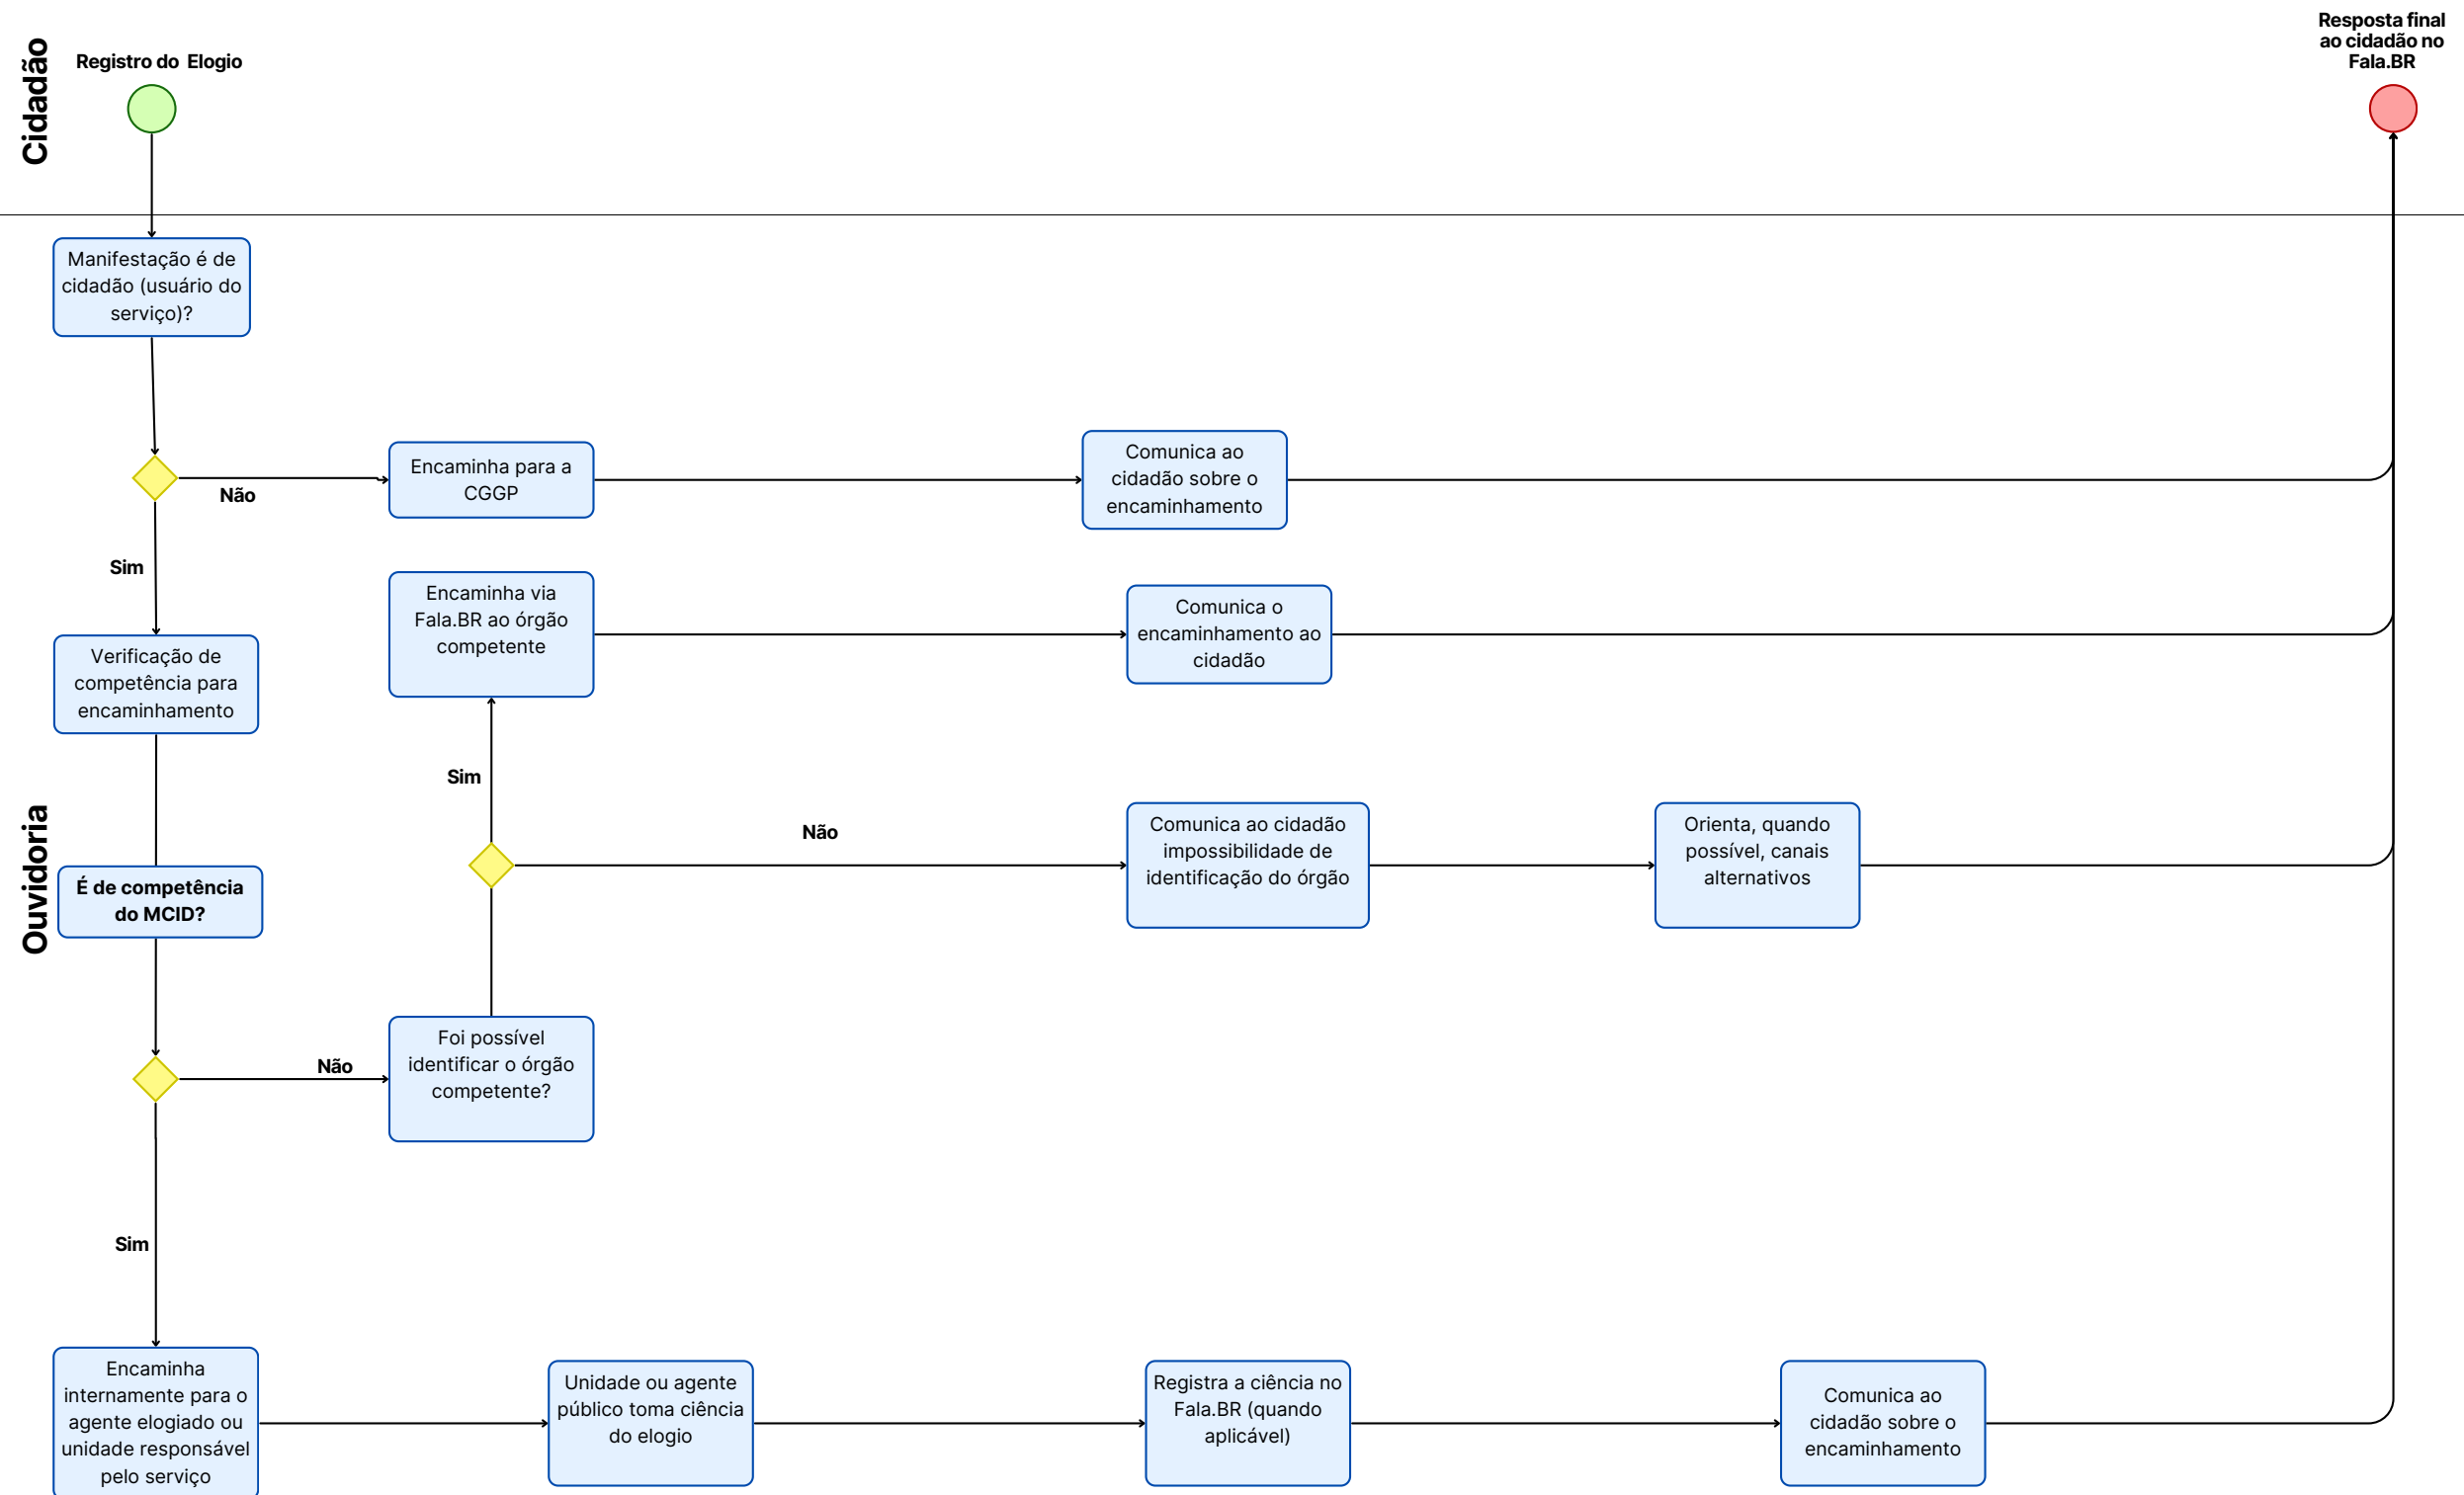 Cidadão
Registro do  Elogio
Resposta final
ao cidadão no
Fala.BR
Manifestação é de
cidadão (usuário do
serviço)?
Não
Encaminha para a
CGGP
Comunica ao
cidadão sobre o
encaminhamento
Sim
Encaminha via
Fala.BR ao órgão
competente
Comunica o
encaminhamento ao
cidadão
Verificação de
competência para
encaminhamento
Ouvidoria
Sim
Não
Comunica ao cidadão
impossibilidade de
identificação do órgão
Orienta, quando
possível, canais
alternativos
É de competência
do MCID?
Não
Foi possível
identificar o órgão
competente?
Sim
Encaminha
internamente para o
agente elogiado ou
unidade responsável
pelo serviço
Unidade ou agente
público toma ciência
do elogio
Registra a ciência no
Fala.BR (quando
aplicável)
Comunica ao
cidadão sobre o
encaminhamento